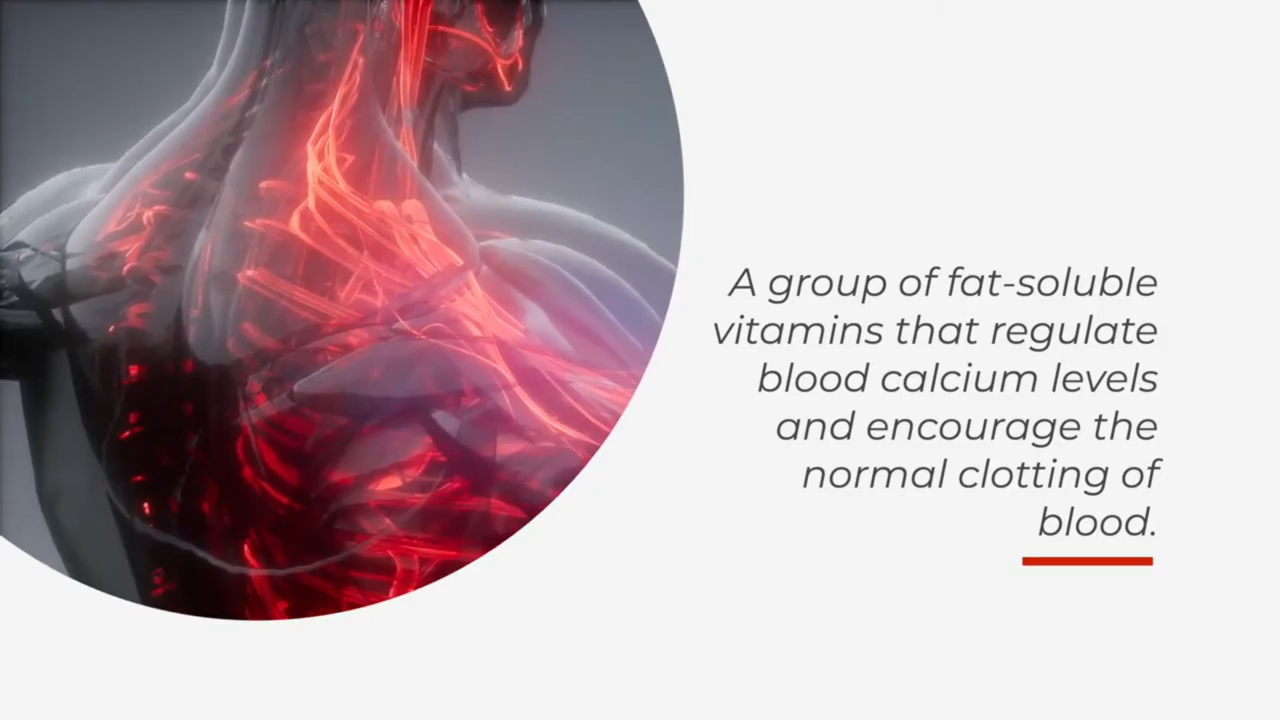 A group of fat-soluble
vitamins that regulate
blood calcium levels
and encourage the
normal clotting of
blood.